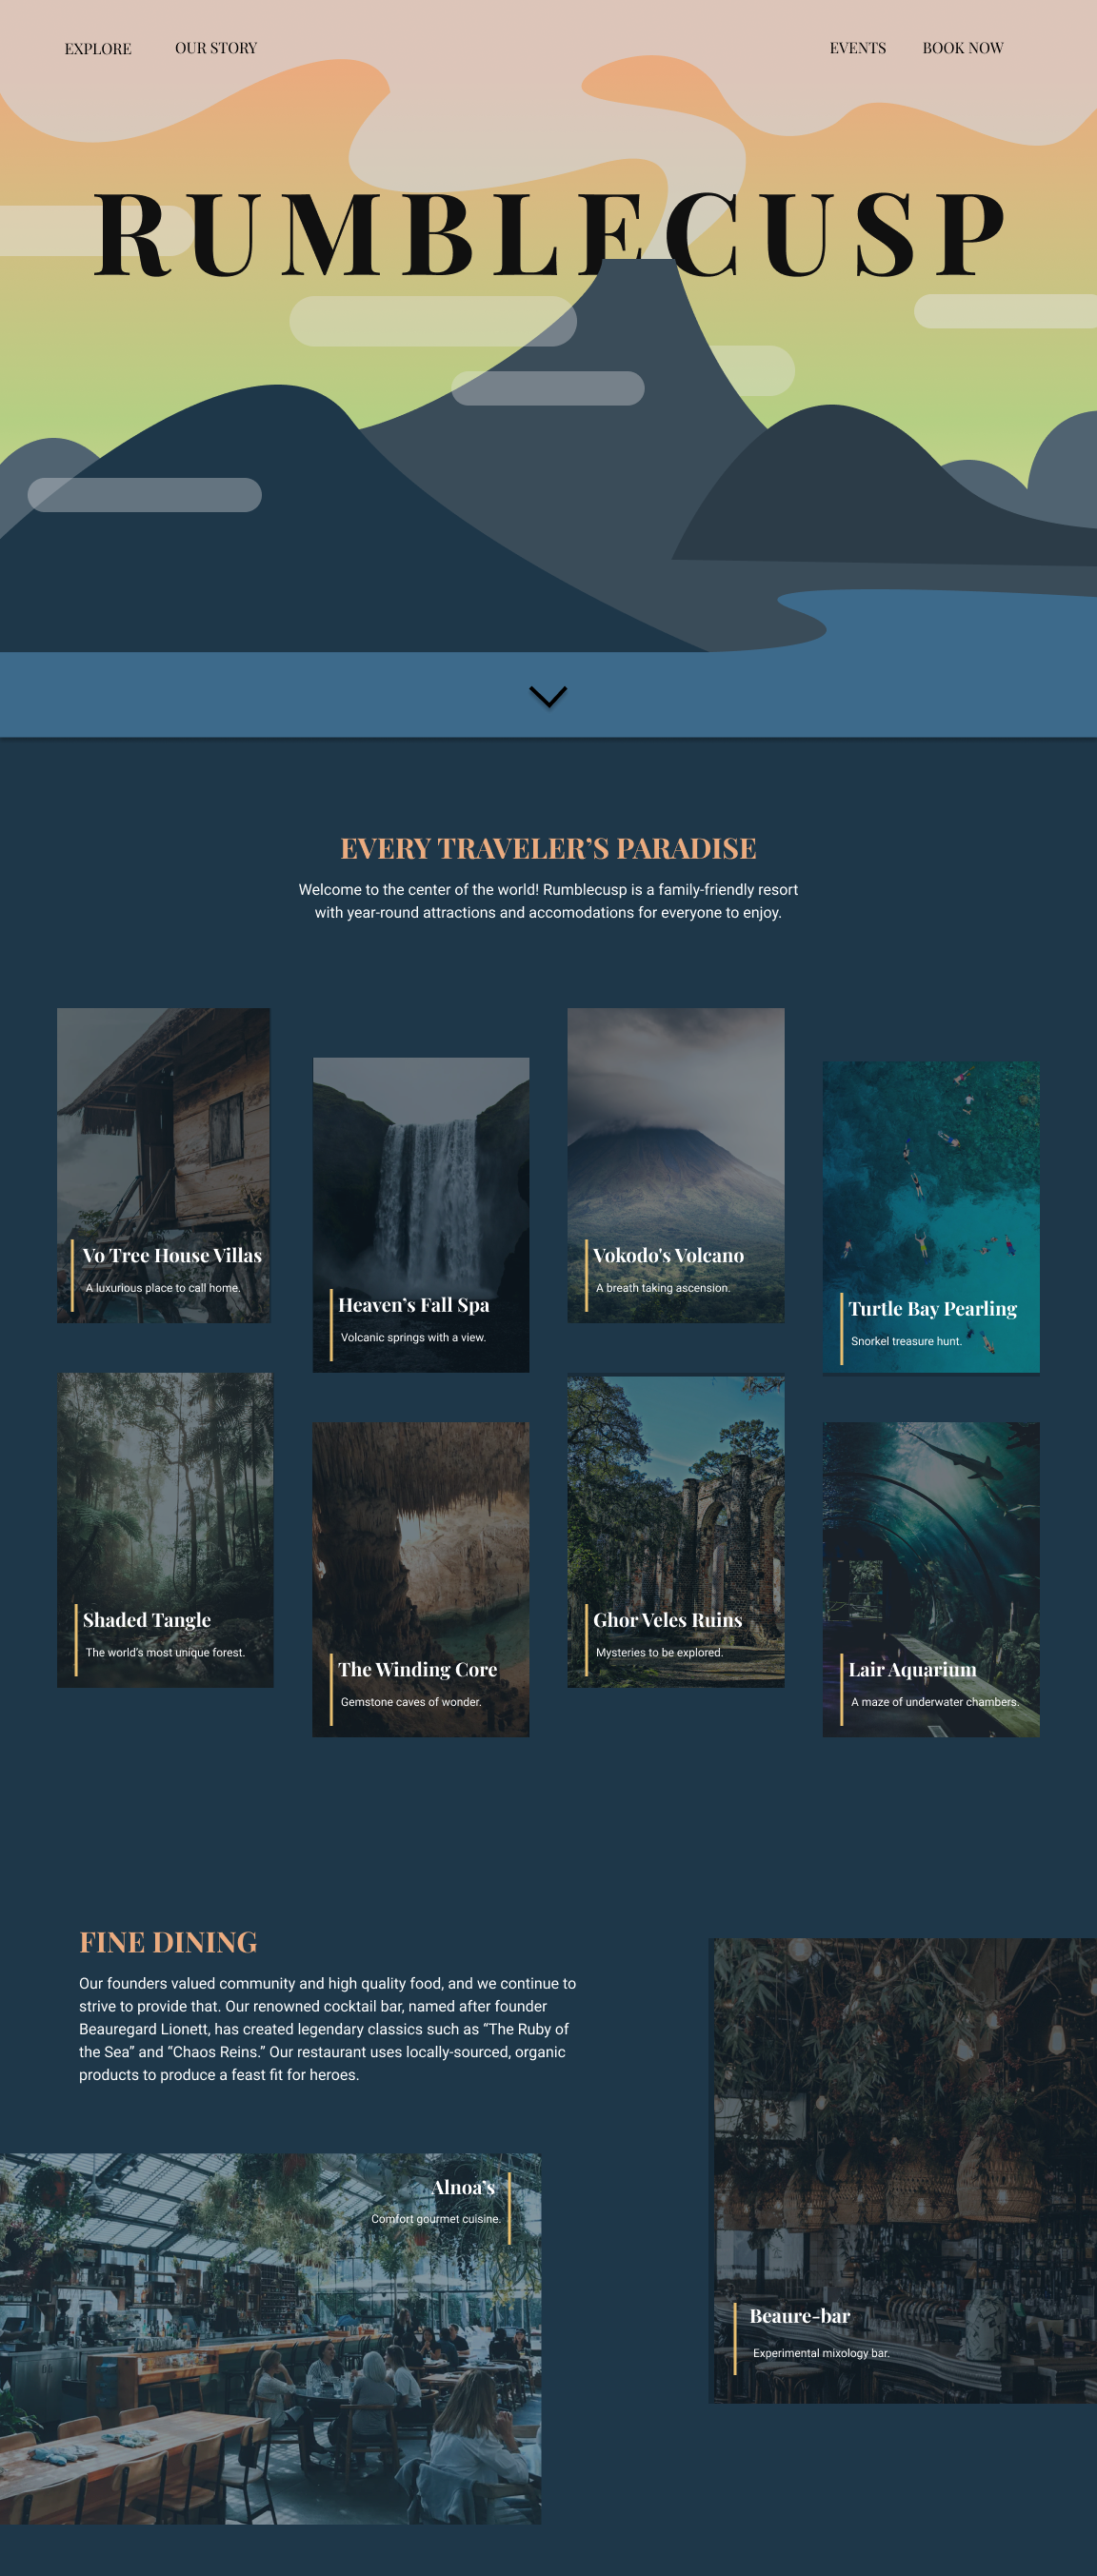 EXPLORE
OUR STORY
EVENTS
BOOK NOW
RUMBLECUSP
EVERY TRAVELER’S PARADISE
Welcome to the center of the world! Rumblecusp is a family-friendly resort
with year-round attractions and accomodations for everyone to enjoy.
Vo Tree House Villas
A luxurious place to call home.
Heaven’s Fall Spa
Volcanic springs with a view.
Vokodo's Volcano
A breath taking ascension.
Turtle Bay Pearling
Snorkel treasure hunt.
Shaded Tangle
The world’s most unique forest.
The Winding Core
Gemstone caves of wonder.
Ghor Veles Ruins
Mysteries to be explored.
Lair Aquarium
A maze of underwater chambers.
FINE DINING
Our founders valued community and high quality food, and we continue to
strive to provide that. Our renowned cocktail bar, named after founder
Beauregard Lionett, has created legendary classics such as “The Ruby of
the Sea” and “Chaos Reins.” Our restaurant uses locally-sourced, organic
products to produce a feast fit for heroes.
Alnoa’s
Comfort gourmet cuisine.
Beaure-bar
Experimental mixology bar.